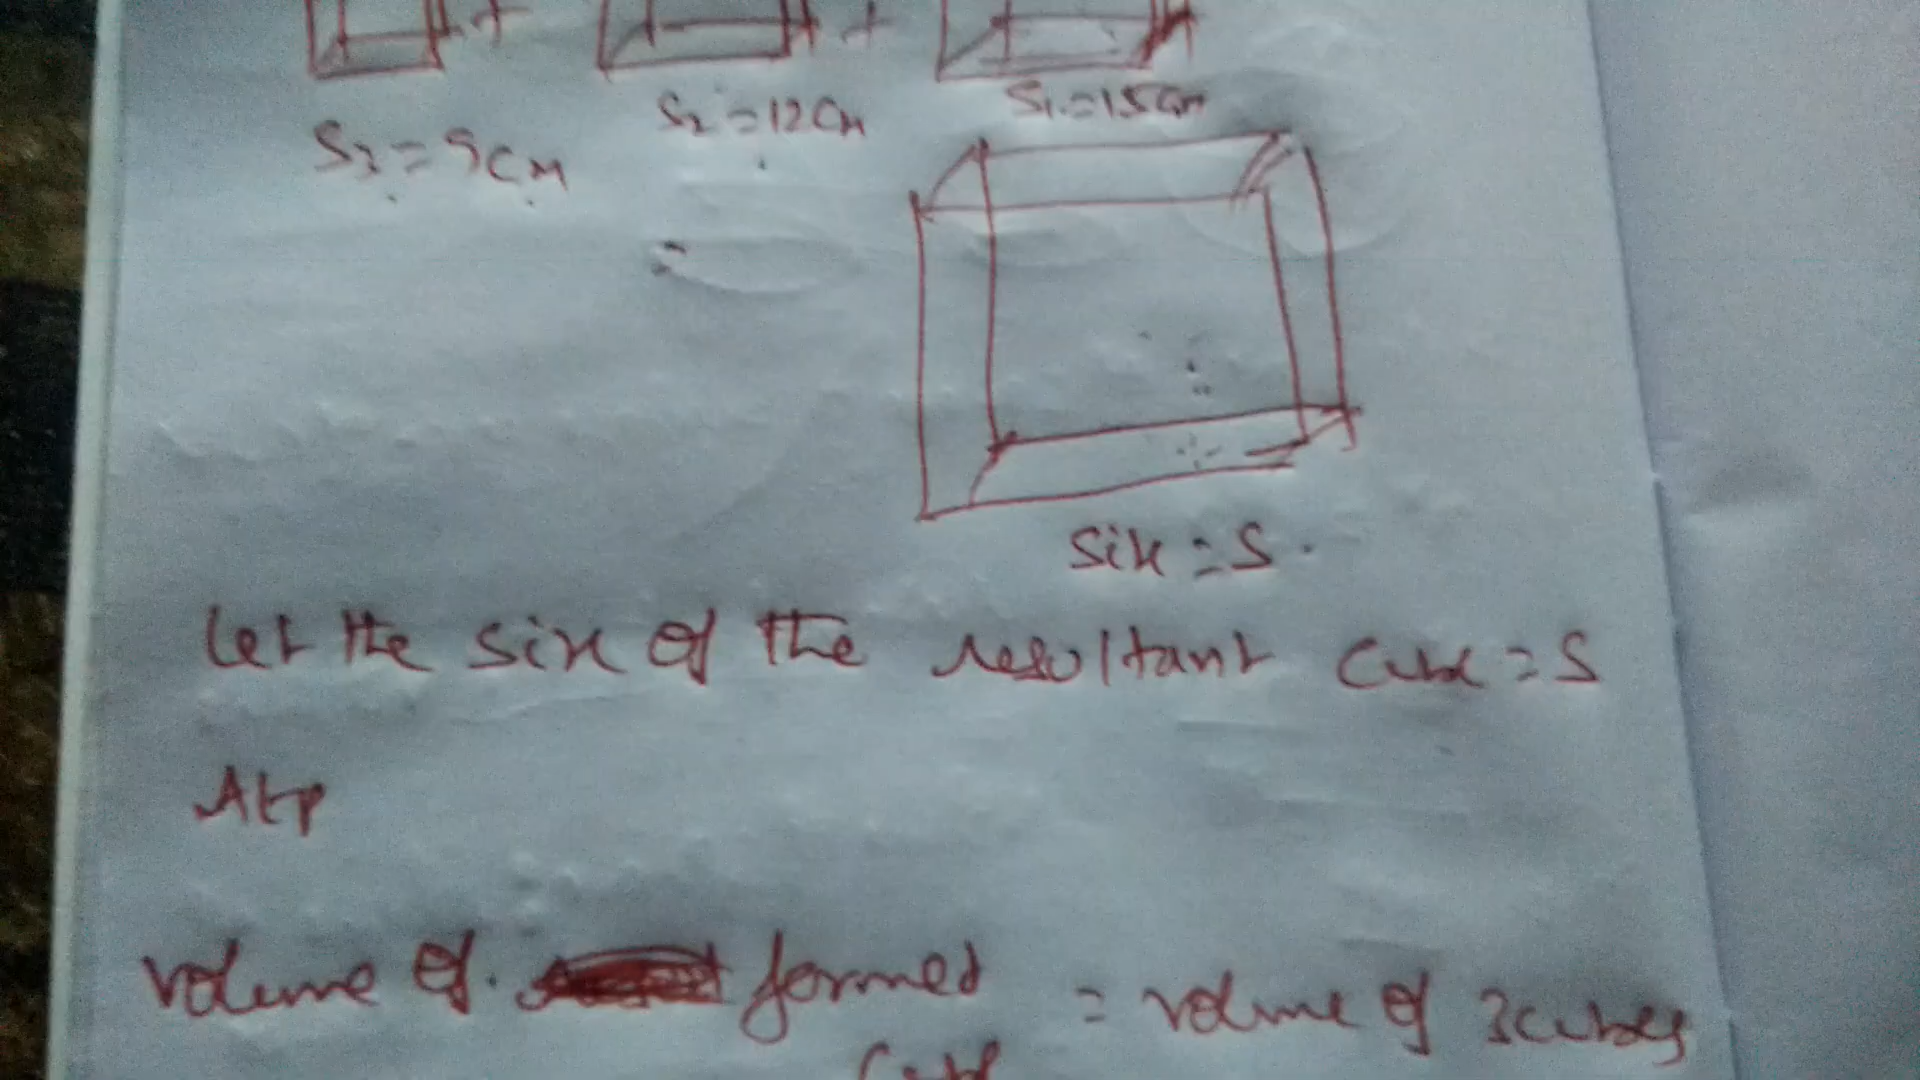 + +
S2 = 12cm S1 = 15cm
S3 = 9cm
=
Side = S.
Let the side of the resultant cube = S
Atp
volume of formed = volume of 3cubes
Cube